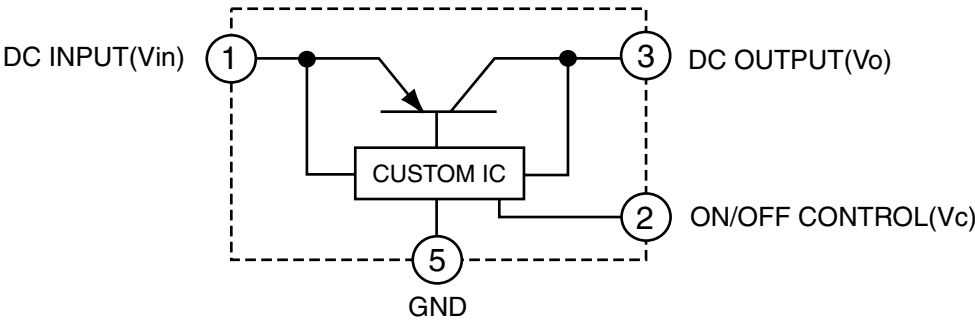 DC INPUT(Vin) 1
3 DC OUTPUT(Vo)
CUSTOM IC
2 ON/OFF CONTROL(Vc)
5
GND